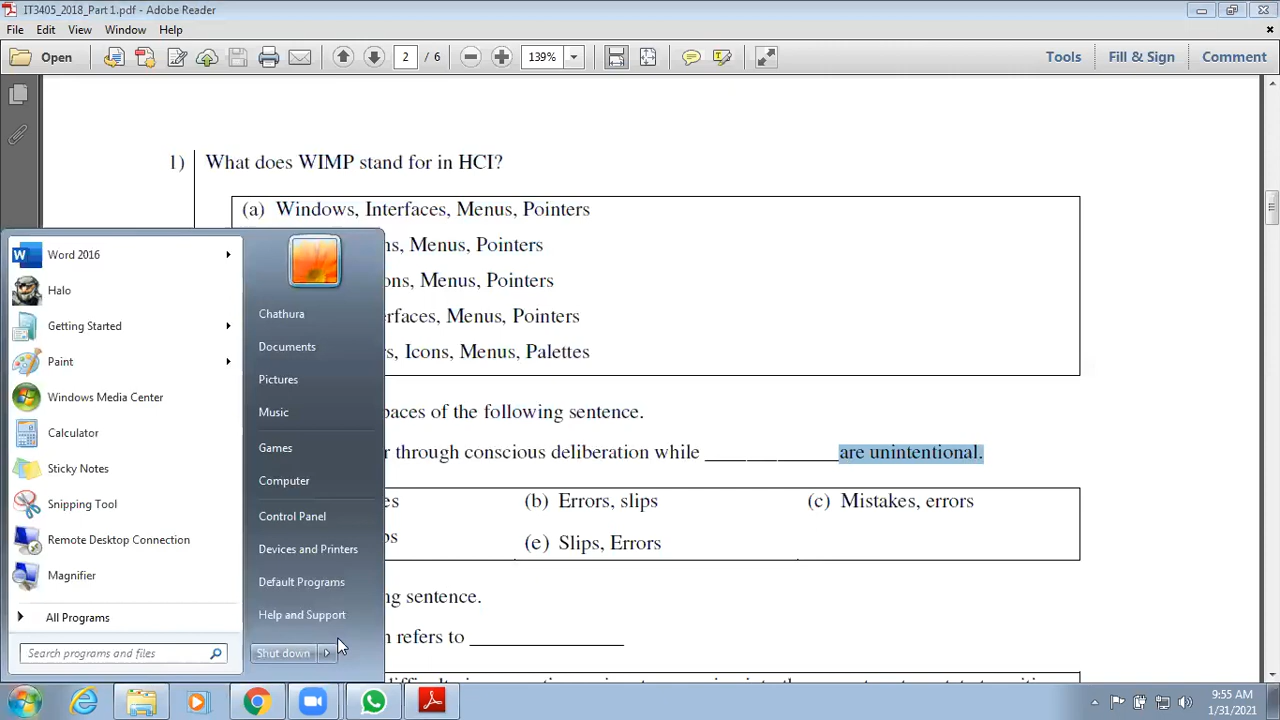 IT3405_2018_Part 1.pdf - Adobe Reader
File Edit View Window Help
Open 2 / 6 139% Tools Fill & Sign Comment
1) What does WIMP stand for in HCI?
(a) Windows, Interfaces, Menus, Pointers
ns, Menus, Pointers
ons, Menus, Pointers
erfaces, Menus, Pointers
s, Icons, Menus, Palettes
paces of the following sentence.
r through conscious deliberation while _____________ are unintentional.
es (b) Errors, slips (c) Mistakes, errors
ps (e) Slips, Errors
ng sentence.
n refers to _______________
Word 2016
Halo
Getting Started
Paint
Windows Media Center
Calculator
Sticky Notes
Snipping Tool
Remote Desktop Connection
Magnifier
All Programs
Search programs and files
Chathura
Documents
Pictures
Music
Games
Computer
Control Panel
Devices and Printers
Default Programs
Help and Support
Shut down
9:55 AM
1/31/2021